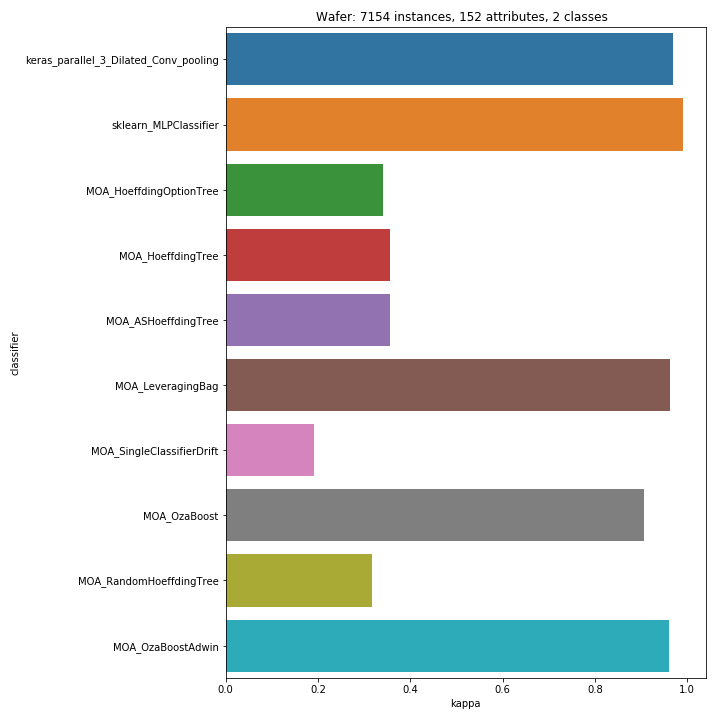 Wafer: 7154 instances, 152 attributes, 2 classes
keras_parallel_3_Dilated_Conv_pooling
sklearn_MLPClassifier
MOA_HoeffdingOptionTree
MOA_HoeffdingTree
MOA_ASHoeffdingTree
classifier
MOA_LeveragingBag
MOA_SingleClassifierDrift
MOA_OzaBoost
MOA_RandomHoeffdingTree
MOA_OzaBoostAdwin
0.0 0.2 0.4 0.6 0.8 1.0
kappa